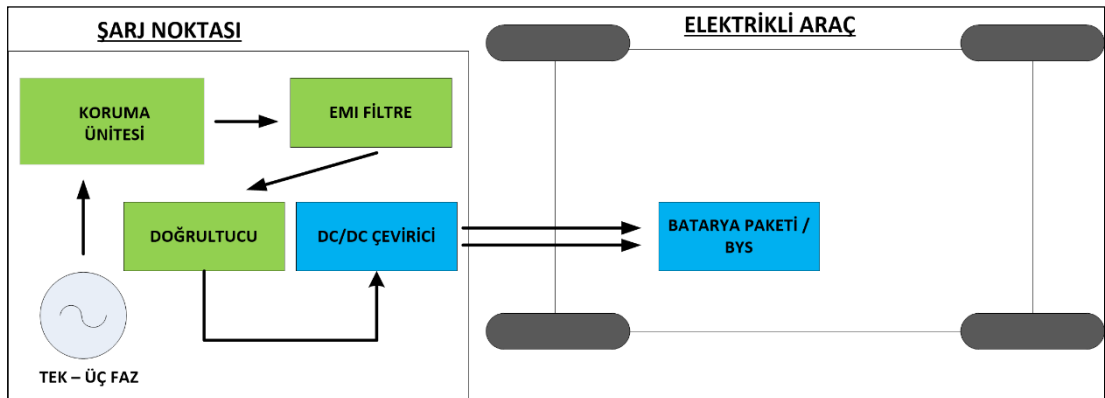 ŞARJ NOKTASI
ELEKTRİKLİ ARAÇ
KORUMA
ÜNİTESİ
EMI FİLTRE
DOĞRULTUCU
DC/DC ÇEVİRİCİ
BATARYA PAKETİ /
BYS
TEK – ÜÇ FAZ